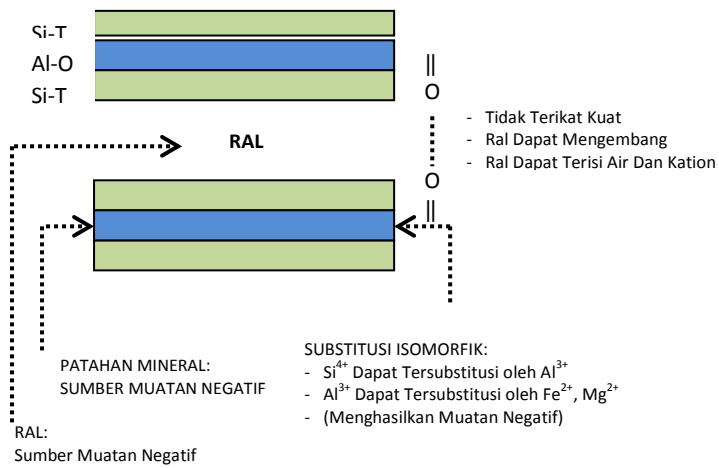 Si-T
Al-O
Si-T
||
O
- Tidak Terikat Kuat
- Ral Dapat Mengembang
- Ral Dapat Terisi Air Dan Kation
RAL
O
||
PATAHAN MINERAL:
SUMBER MUATAN NEGATIF
SUBSTITUSI ISOMORFIK:
- Si⁴⁺ Dapat Tersubstitusi oleh Al³⁺
- Al³⁺ Dapat Tersubstitusi oleh Fe²⁺, Mg²⁺
- (Menghasilkan Muatan Negatif)
RAL:
Sumber Muatan Negatif